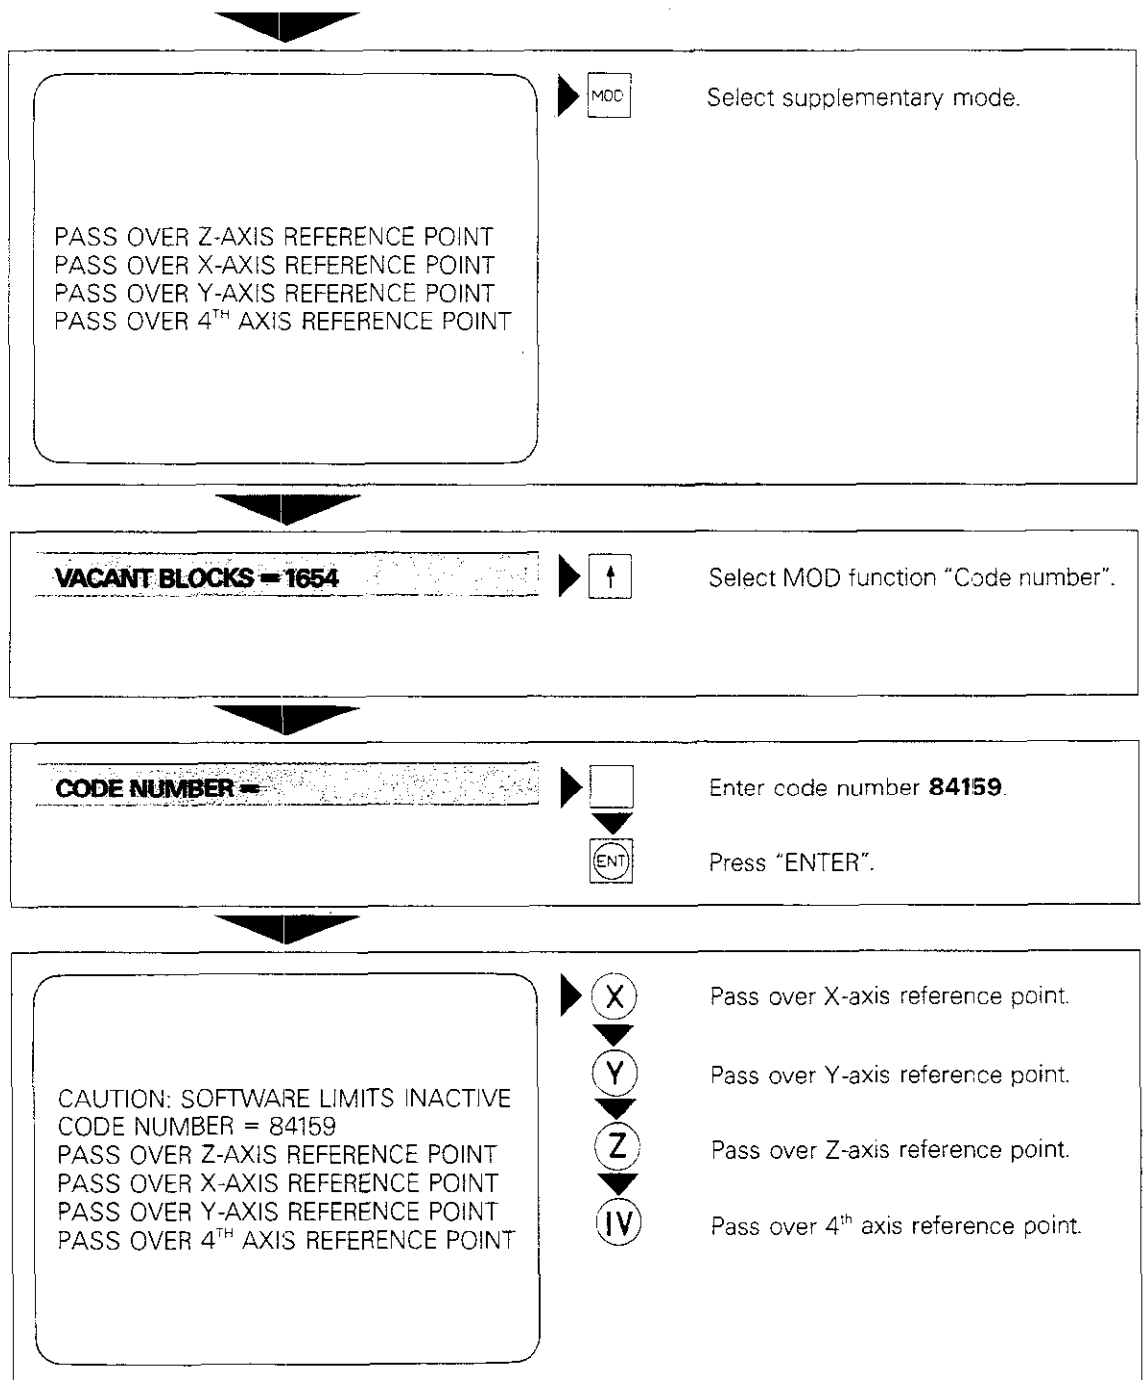 MOD
Select supplementary mode.
PASS OVER Z-AXIS REFERENCE POINT
PASS OVER X-AXIS REFERENCE POINT
PASS OVER Y-AXIS REFERENCE POINT
PASS OVER 4TH AXIS REFERENCE POINT
VACANT BLOCKS = 1654
Select MOD function "Code number".
CODE NUMBER =
Enter code number 84159.
ENT
Press "ENTER".
X
Pass over X-axis reference point.
Y
Pass over Y-axis reference point.
CAUTION: SOFTWARE LIMITS INACTIVE
CODE NUMBER = 84159
PASS OVER Z-AXIS REFERENCE POINT
PASS OVER X-AXIS REFERENCE POINT
PASS OVER Y-AXIS REFERENCE POINT
PASS OVER 4TH AXIS REFERENCE POINT
Z
Pass over Z-axis reference point.
IV
Pass over 4th axis reference point.